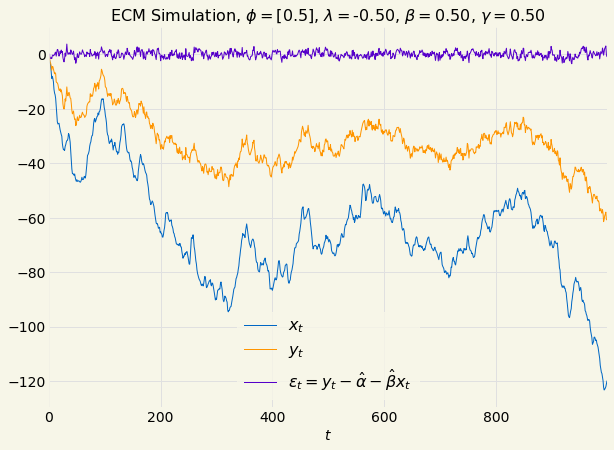 ECM Simulation, ϕ = [0.5], λ = -0.50, β = 0.50, γ = 0.50
0
−20
−40
−60
−80
−100
−120
x_t
y_t
ε_t = y_t − α̂ − β̂x_t
0 200 400 600 800
t